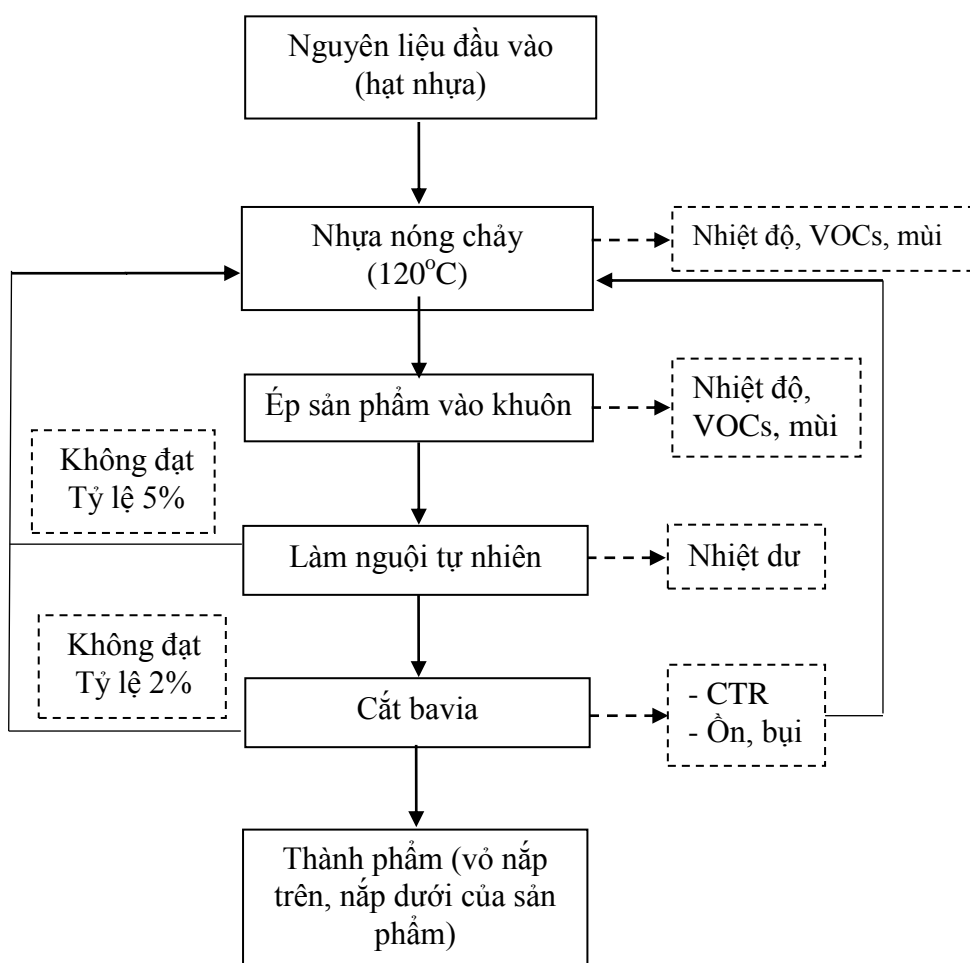 Nguyên liệu đầu vào
(hạt nhựa)
Nhựa nóng chảy
(120°C)
Nhiệt độ, VOCs, mùi
Ép sản phẩm vào khuôn
Nhiệt độ,
VOCs, mùi
Không đạt
Tỷ lệ 5%
Làm nguội tự nhiên
Nhiệt dư
Không đạt
Tỷ lệ 2%
Cắt bavia
- CTR
- Ồn, bụi
Thành phẩm (vỏ nắp
trên, nắp dưới của sản
phẩm)